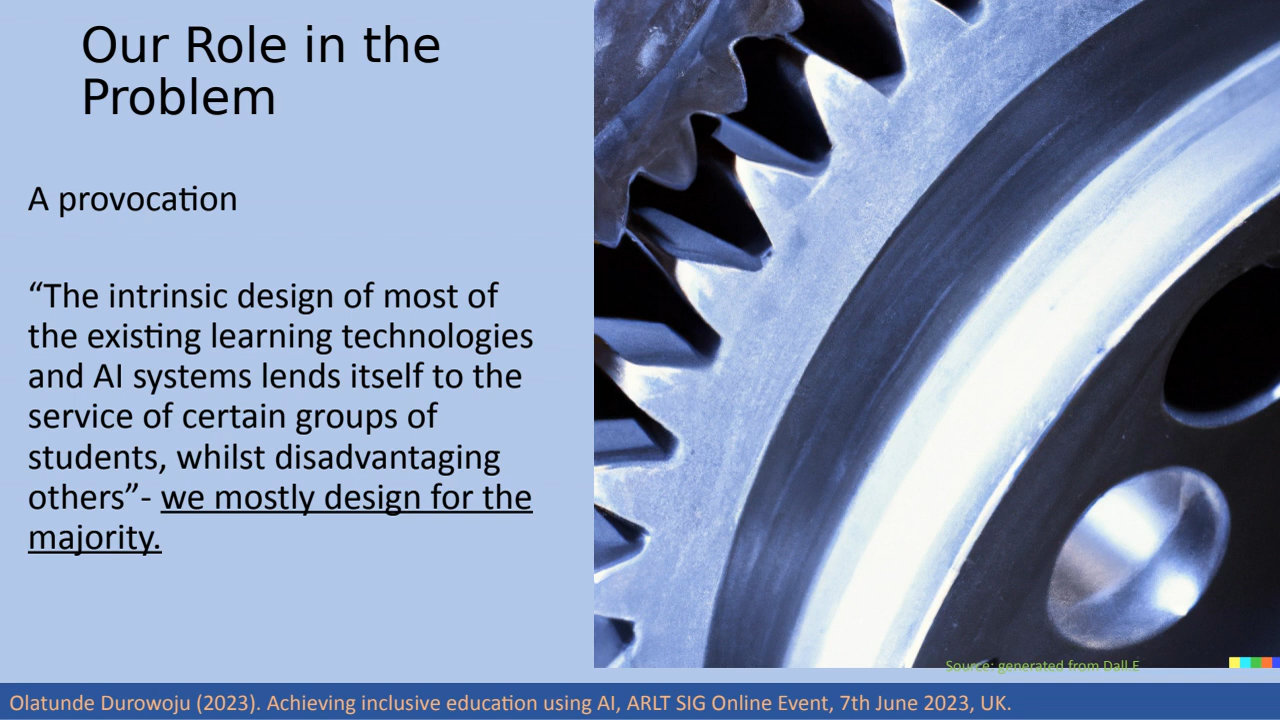 Our Role in the
Problem
A provocation
“The intrinsic design of most of
the existing learning technologies
and AI systems lends itself to the
service of certain groups of
students, whilst disadvantaging
others”- we mostly design for the
majority.
Source: generated from Dall.E
Olatunde Durowoju (2023). Achieving inclusive education using AI, ARLT SIG Online Event, 7th June 2023, UK.